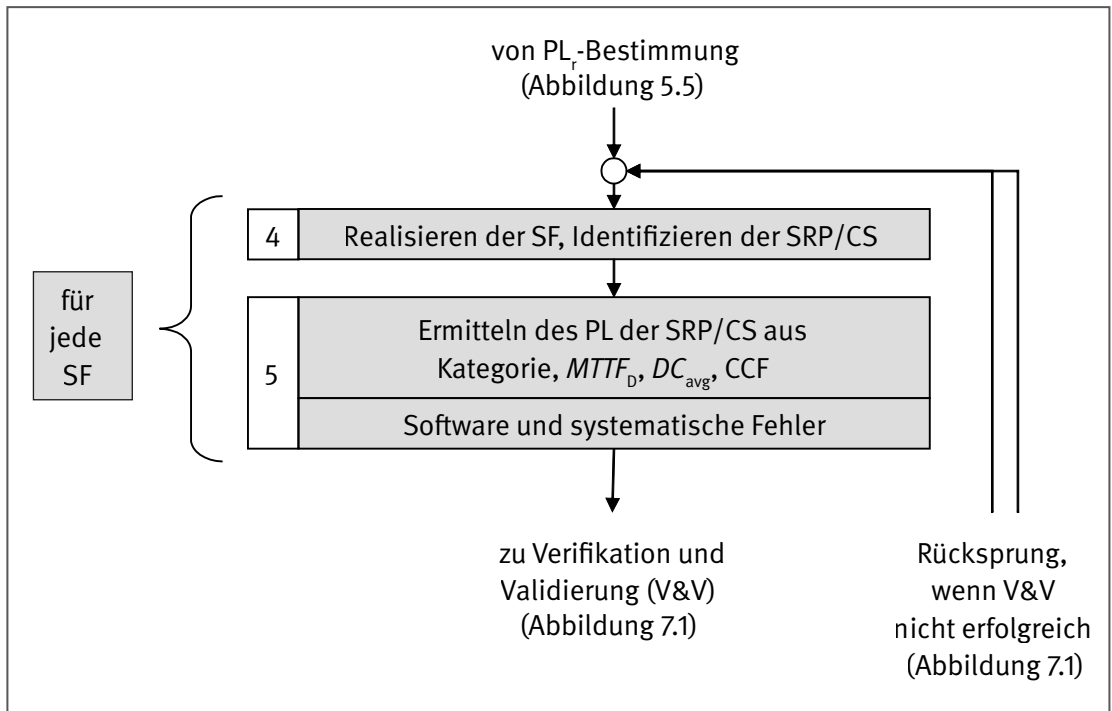 von PLr-Bestimmung
(Abbildung 5.5)
4 Realisieren der SF, Identifizieren der SRP/CS
für
jede
SF
5
Ermitteln des PL der SRP/CS aus
Kategorie, MTTFD, DCavg, CCF
Software und systematische Fehler
zu Verifikation und
Validierung (V&V)
(Abbildung 7.1)
Rücksprung,
wenn V&V
nicht erfolgreich
(Abbildung 7.1)